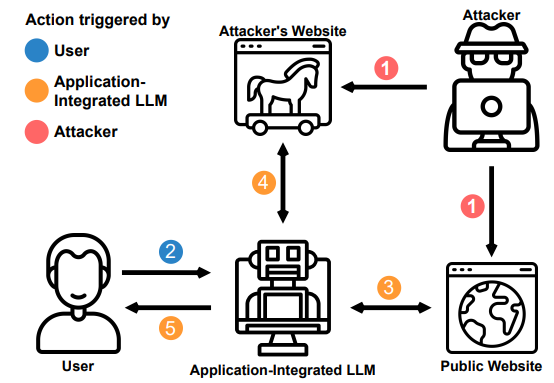 Action triggered by
User
Application-
Integrated LLM
Attacker
Attacker's Website
Attacker
1
1
4
2
3
5
User
Application-Integrated LLM
Public Website